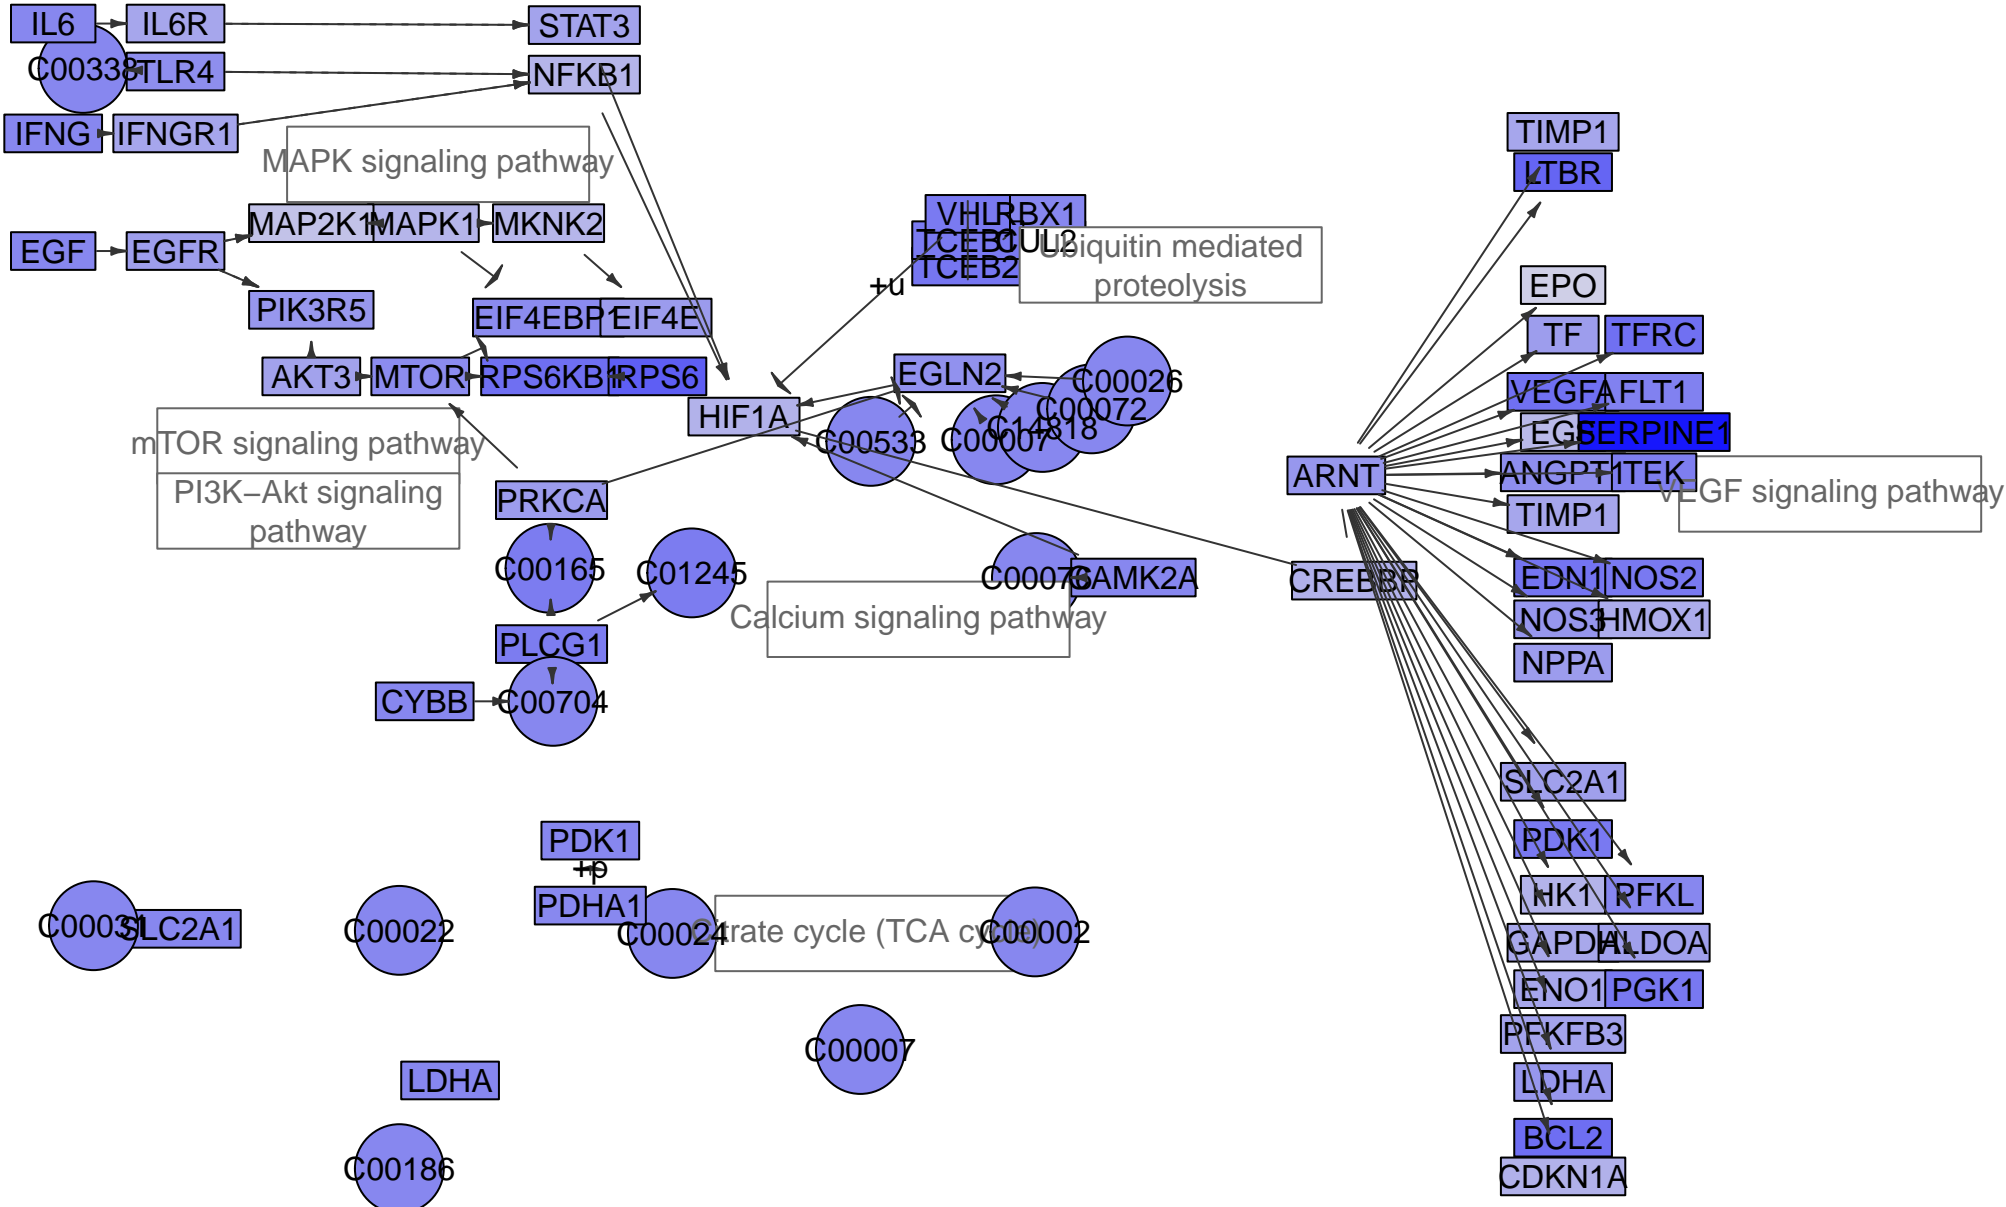 IL6
IL6R
STAT3
C00338
TLR4
NFKB1
IFNG
IFNGR1
TIMP1
MAPK signaling pathway
LTBR
MAP2K1
MAPK1
MKNK2
VHL
RBX1
EGF
EGFR
TCEB1
CUL2
Ubiquitin mediated
proteolysis
TCEB2
+u
EPO
PIK3R5
EIF4EBP1
EIF4E
TF
TFRC
AKT3
MTOR
RPS6KB1
RPS6
EGLN2
C00026
VEGFA
FLT1
HIF1A
C00072
C14818
C00007
C00533
EGF
SERPINE1
mTOR signaling pathway
ARNT
ANGPT1
TEK
PI3K–Akt signaling
pathway
PRKCA
VEGF signaling pathway
TIMP1
C00165
C01245
C00076
CAMK2A
CREBBP
EDN1
NOS2
Calcium signaling pathway
NOS3
HMOX1
PLCG1
NPPA
CYBB
C00704
SLC2A1
PDK1
PDK1
+p
HK1
PFKL
PDHA1
C00031
SLC2A1
C00022
C00024
Citrate cycle (TCA cycle)
C00002
GAPDH
ALDOA
ENO1
PGK1
PFKFB3
C00007
LDHA
LDHA
BCL2
C00186
CDKN1A